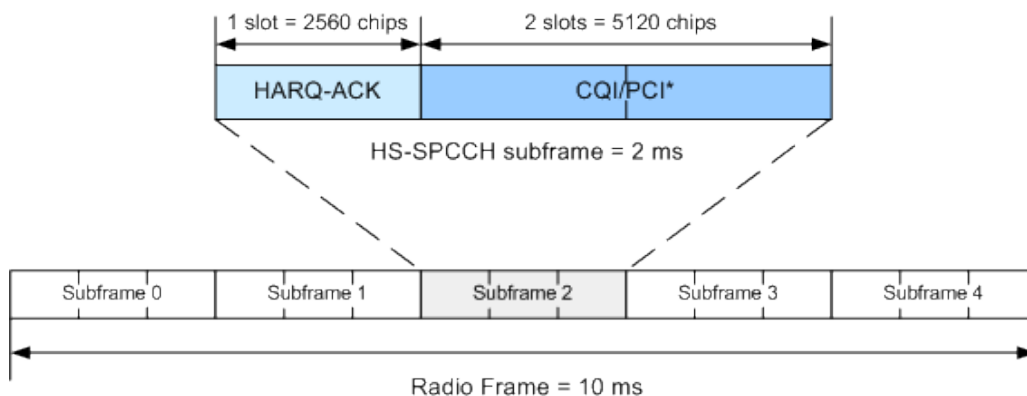 1 slot = 2560 chips
2 slots = 5120 chips
HARQ-ACK
CQI/PCI*
HS-SPCCH subframe = 2 ms
Subframe 0
Subframe 1
Subframe 2
Subframe 3
Subframe 4
Radio Frame = 10 ms